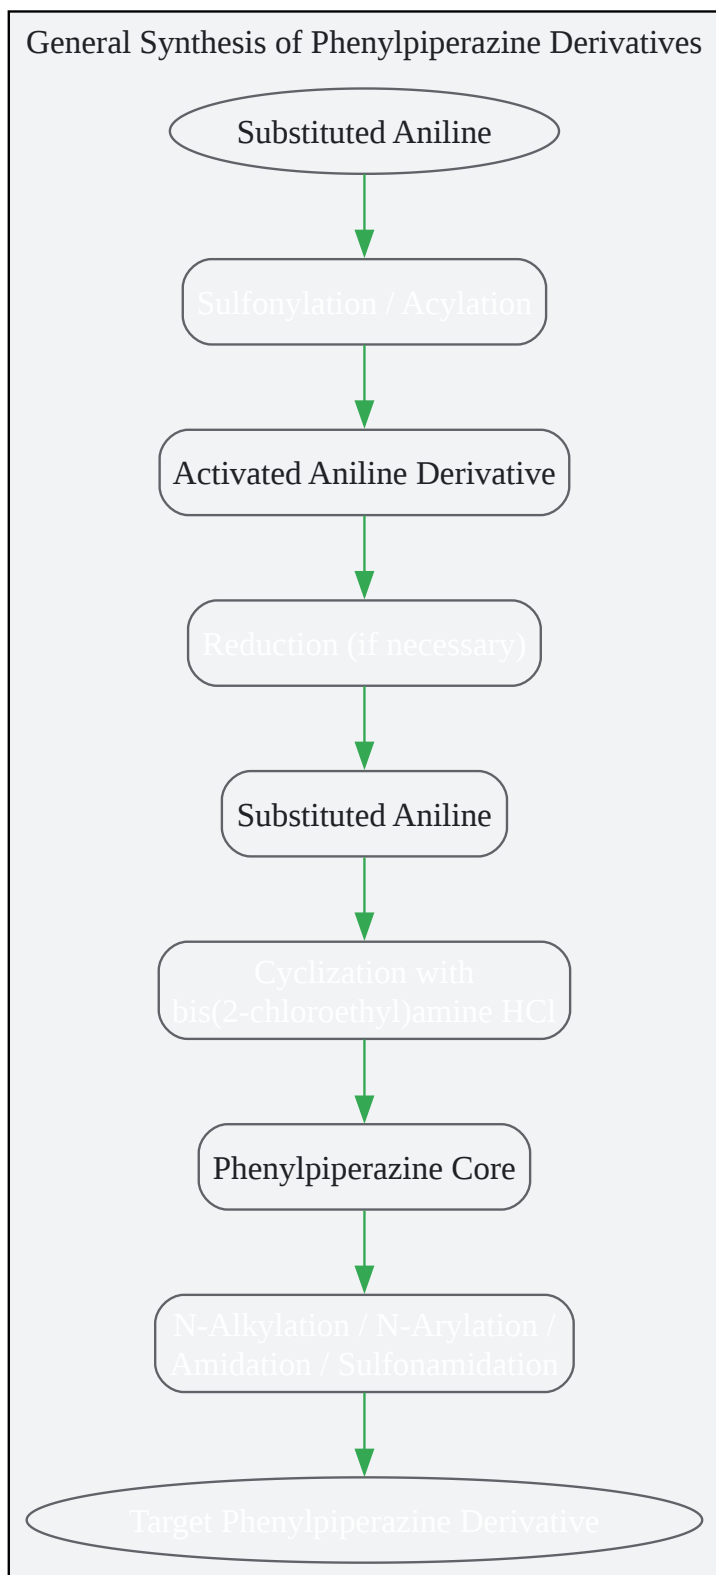 General Synthesis of Phenylpiperazine Derivatives
Substituted Aniline
Sulfonylation / Acylation
Activated Aniline Derivative
Reduction (if necessary)
Substituted Aniline
Cyclization with
bis(2-chloroethyl)amine HCl
Phenylpiperazine Core
N-Alkylation / N-Arylation /
Amidation / Sulfonamidation
Target Phenylpiperazine Derivative